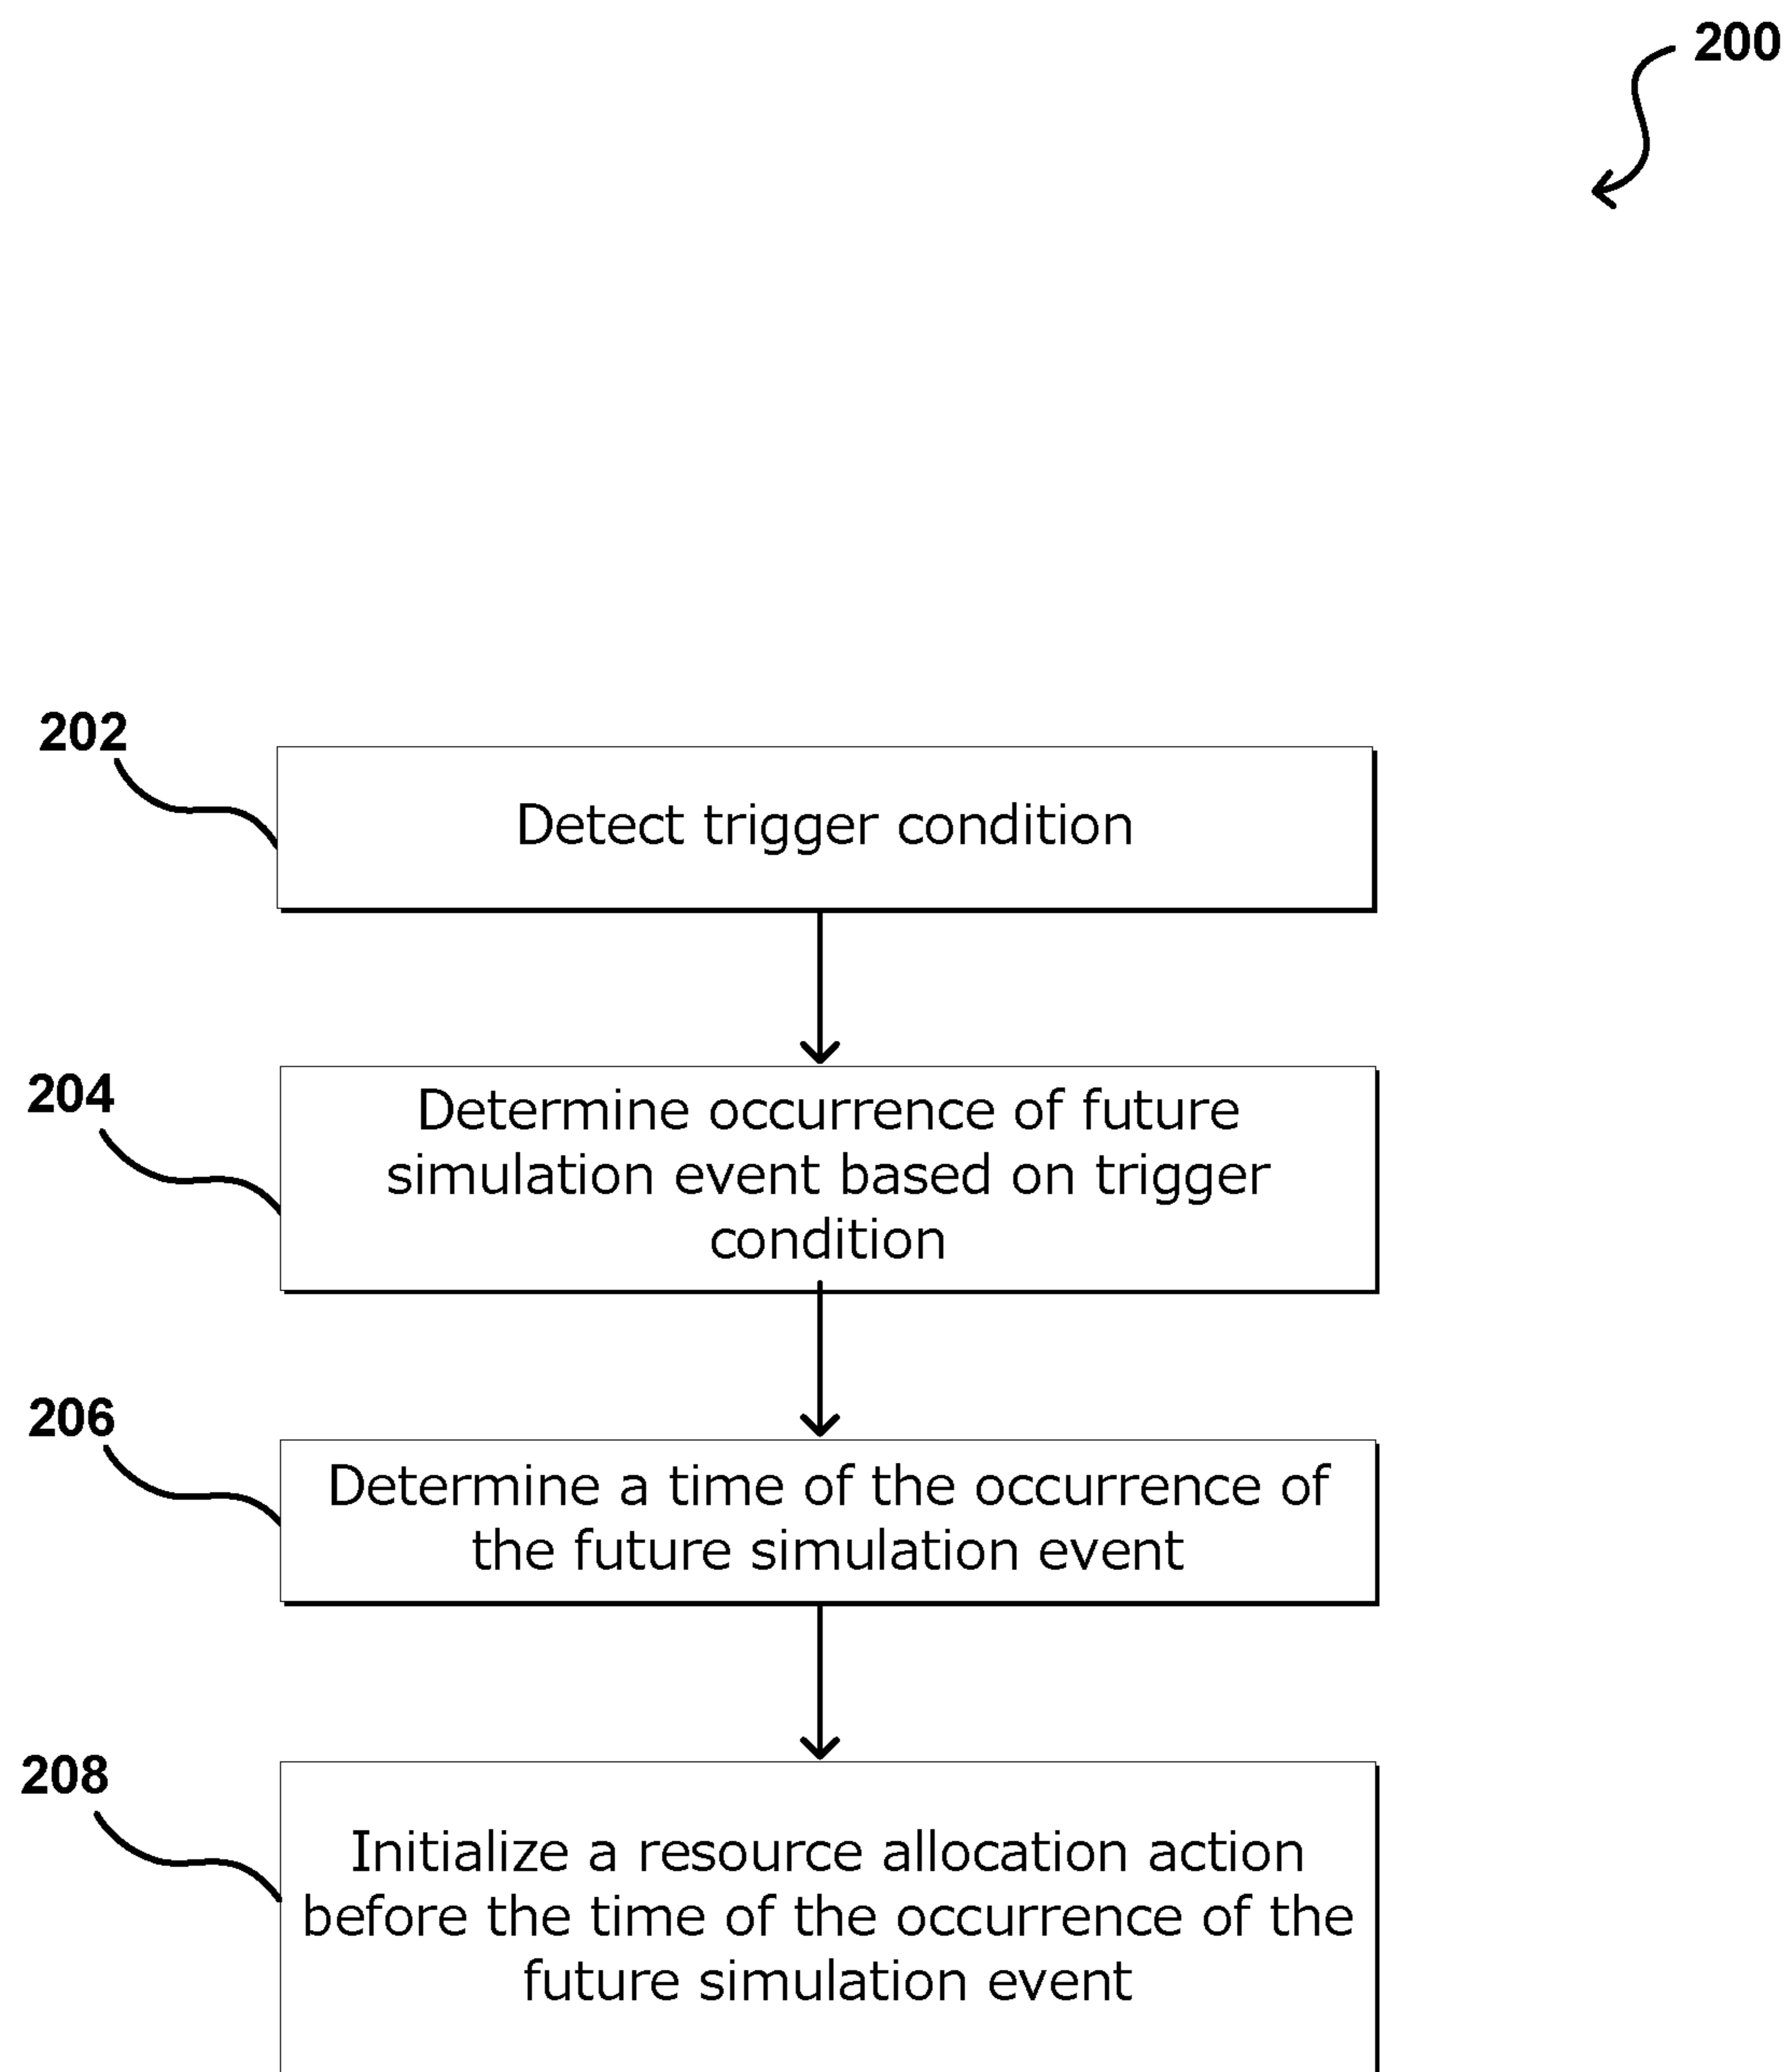 200
202
Detect trigger condition
204
Determine occurrence of future
simulation event based on trigger
condition
206
Determine a time of the occurrence of
the future simulation event
208
Initialize a resource allocation action
before the time of the occurrence of the
future simulation event